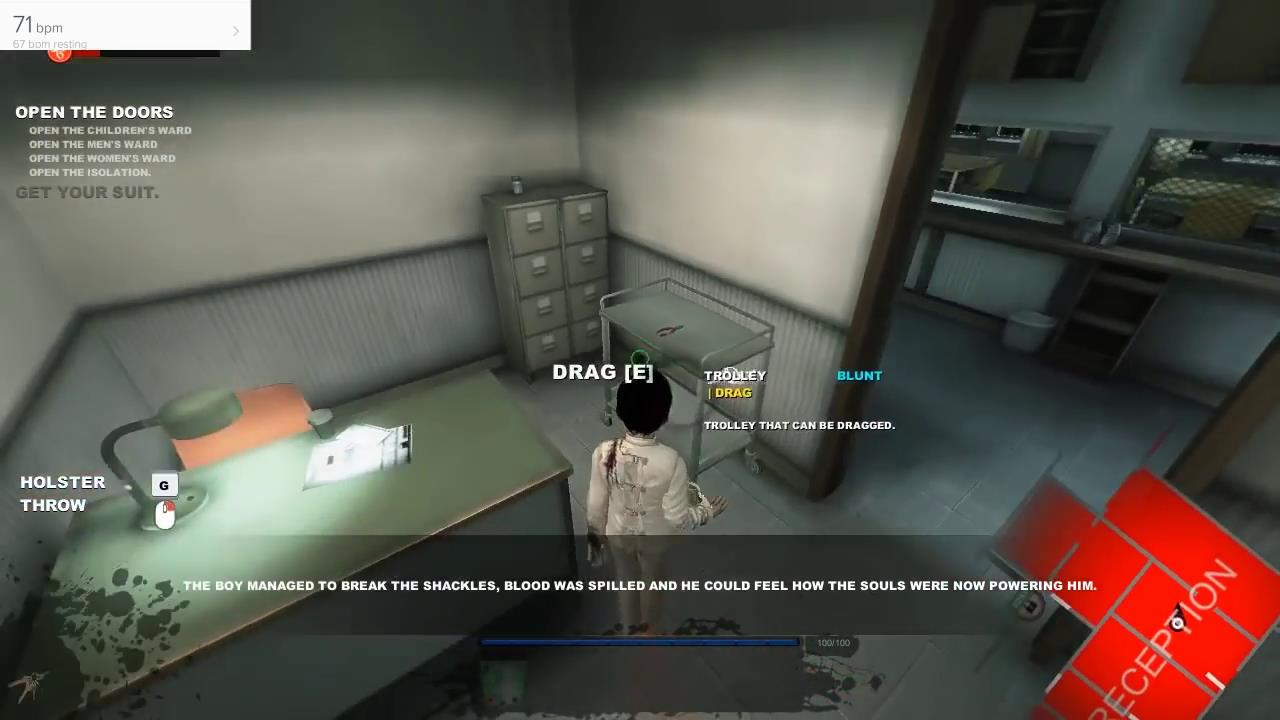 71 bpm
67 bpm resting
OPEN THE DOORS
OPEN THE CHILDREN'S WARD
OPEN THE MEN'S WARD
OPEN THE WOMEN'S WARD
OPEN THE ISOLATION.
GET YOUR SUIT.
DRAG [E]
TROLLEY
BLUNT
| DRAG
TROLLEY THAT CAN BE DRAGGED.
HOLSTER
G
THROW
THE BOY MANAGED TO BREAK THE SHACKLES, BLOOD WAS SPILLED AND HE COULD FEEL HOW THE SOULS WERE NOW POWERING HIM.
RECEPTION
100/100